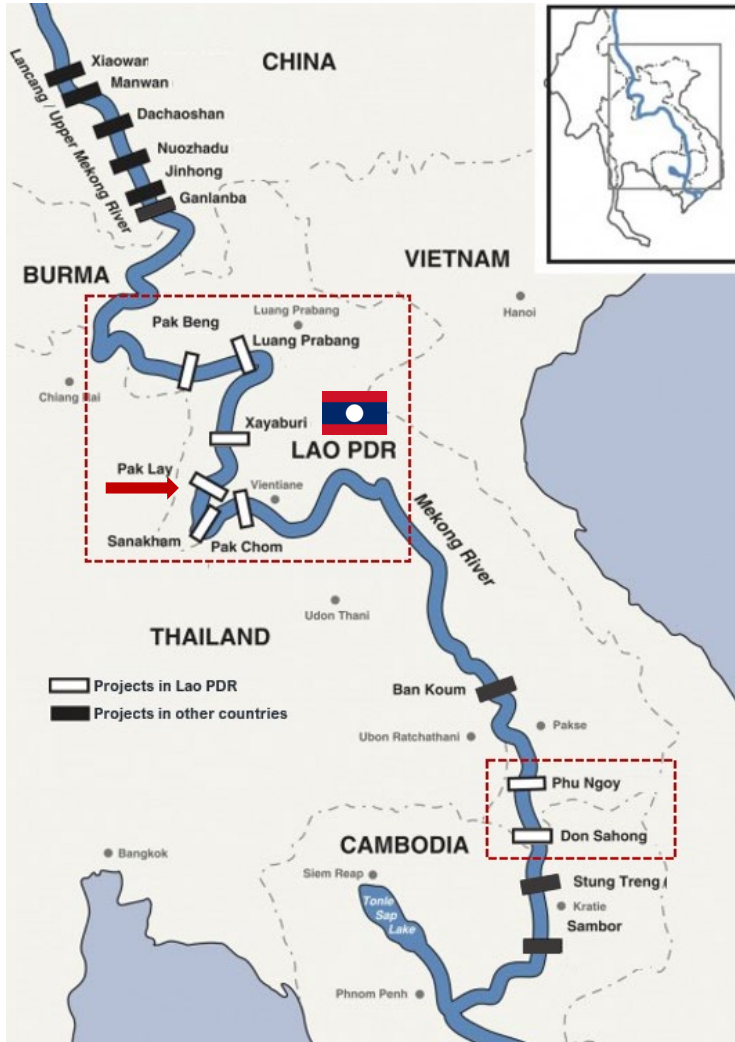 CHINA
Xiaowan
Manwan
Dachaoshan
Nuozhadu
Jinhong
Ganlanba
Lancang / Upper Mekong River
BURMA
VIETNAM
Hanoi
Pak Beng
Luang Prabang
Luang Prabang
Chiang Rai
Xayaburi
LAO PDR
Pak Lay
Vientiane
Sanakham
Pak Chom
Mekong River
Udon Thani
THAILAND
Projects in Lao PDR
Projects in other countries
Ban Koum
Pakse
Ubon Ratchathani
Phu Ngoy
Don Sahong
CAMBODIA
Bangkok
Siem Reap
Stung Treng
Tonle
Sap
Lake
Kratie
Sambor
Phnom Penh